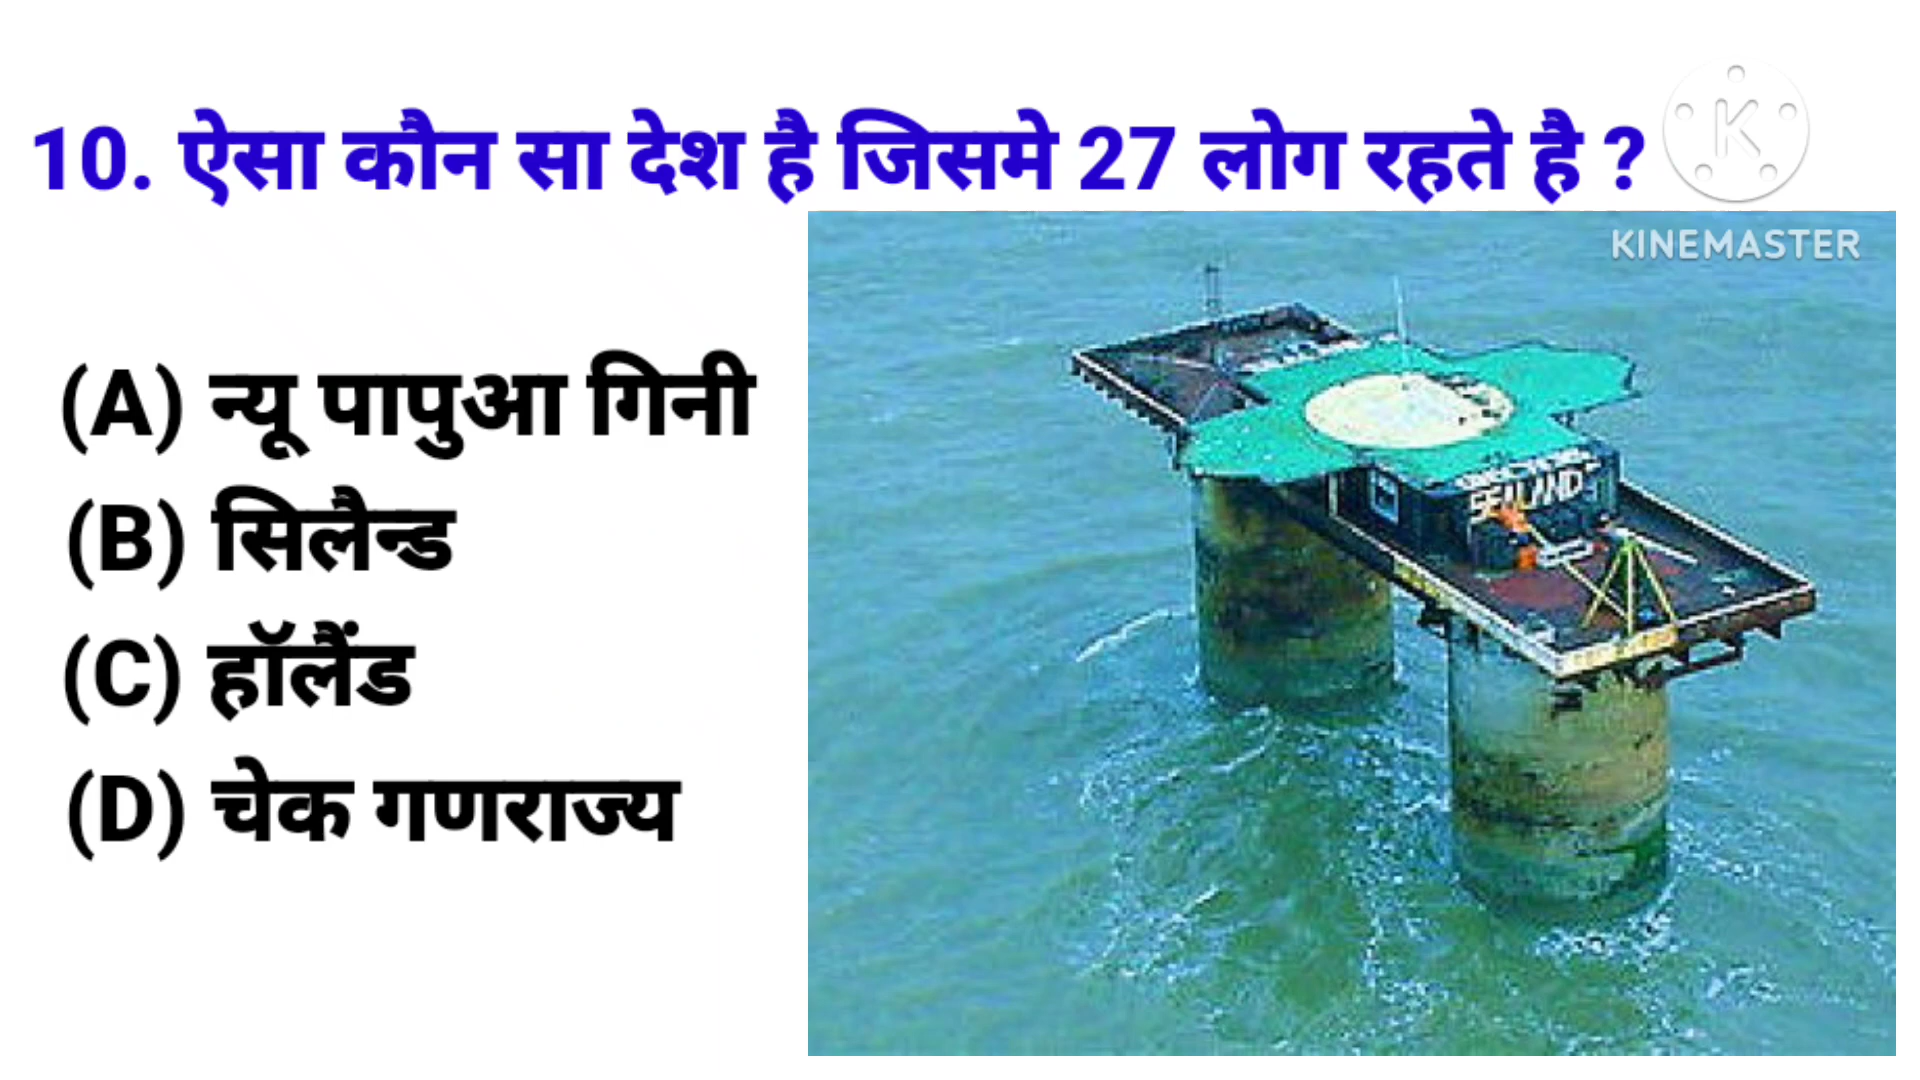 10. ऐसा कौन सा देश है जिसमे 27 लोग रहते है ?
K
KINEMASTER
(A) न्यू पापुआ गिनी
(B) सिलैन्ड
(C) हॉलैंड
(D) चेक गणराज्य
SEALAND